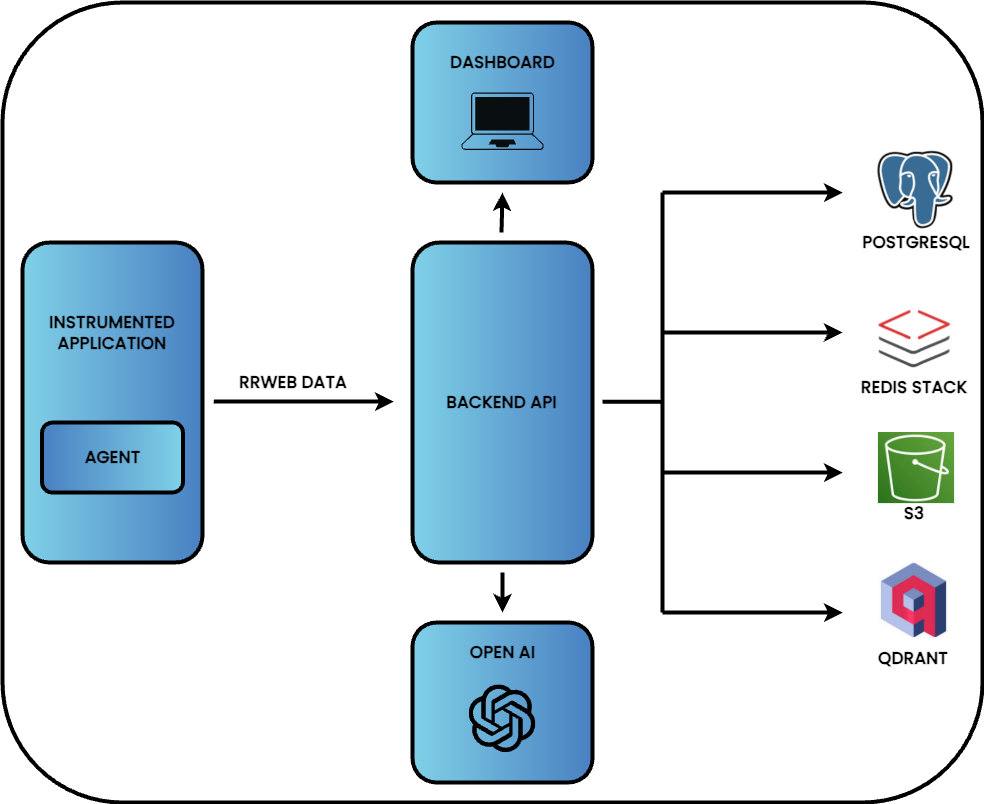 DASHBOARD
POSTGRESQL
INSTRUMENTED
APPLICATION
RRWEB DATA
REDIS STACK
BACKEND API
AGENT
S3
OPEN AI
QDRANT